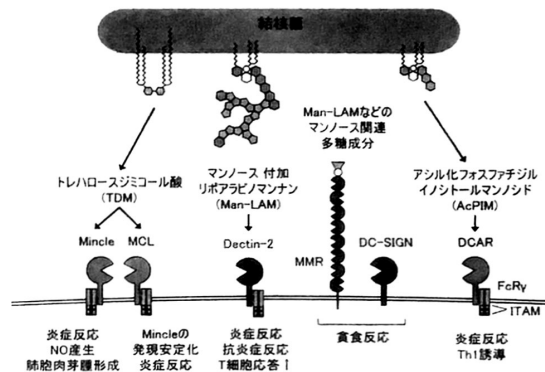 結核菌
Man-LAMなどの
マンノース関連
多糖成分
トレハロースジミコール酸
(TDM)
マンノース 付加
リポアラビノマンナン
(Man-LAM)
アシル化フォスファチジル
イノシトールマンノシド
(AcPIM)
Mincle
MCL
Dectin-2
MMR
DC-SIGN
DCAR
FcRγ
ITAM
炎症反応
NO産生
肺胞肉芽腫形成
Mincleの
発現安定化
炎症反応
炎症反応
抗炎症反応
T細胞応答↑
貪食反応
炎症反応
Th1誘導